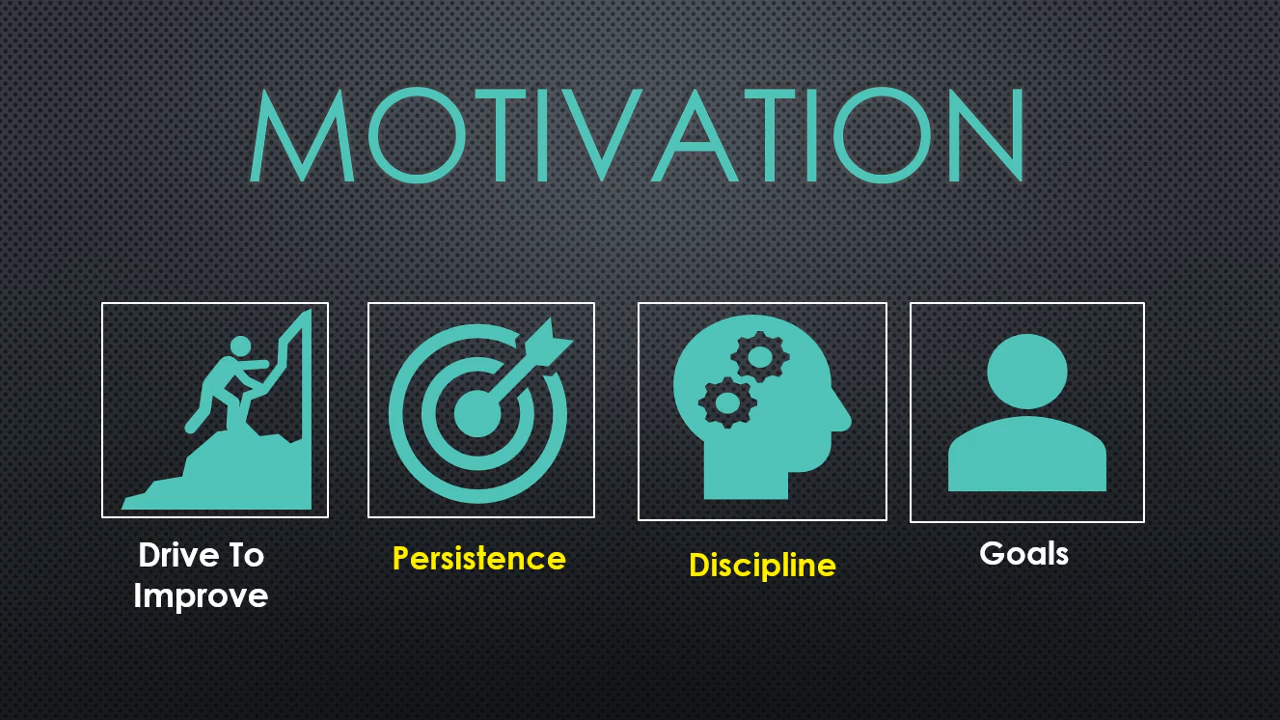 MOTIVATION
Drive To
Improve
Persistence
Discipline
Goals